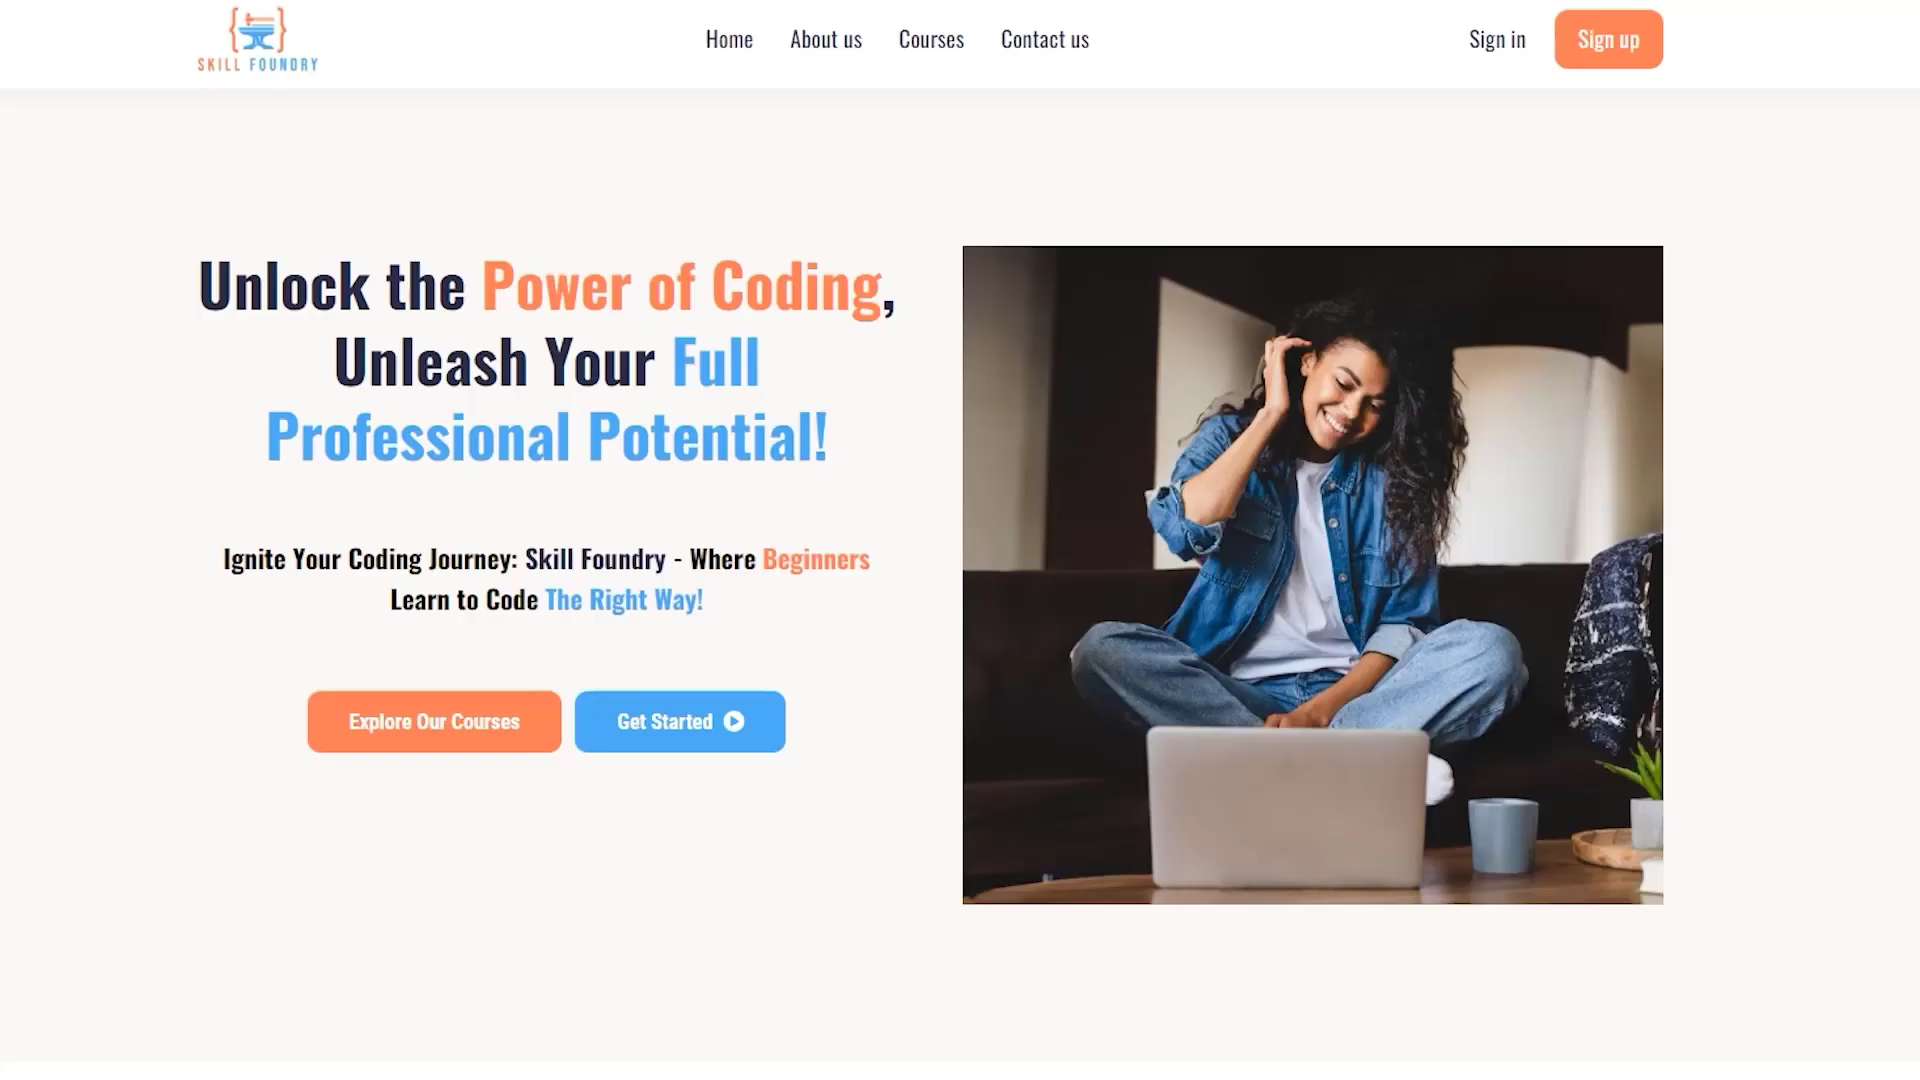 SKILL FOUNDRY
Home
About us
Courses
Contact us
Sign in
Sign up
Unlock the Power of Coding,
Unleash Your Full
Professional Potential!
Ignite Your Coding Journey: Skill Foundry - Where Beginners
Learn to Code The Right Way!
Explore Our Courses
Get Started